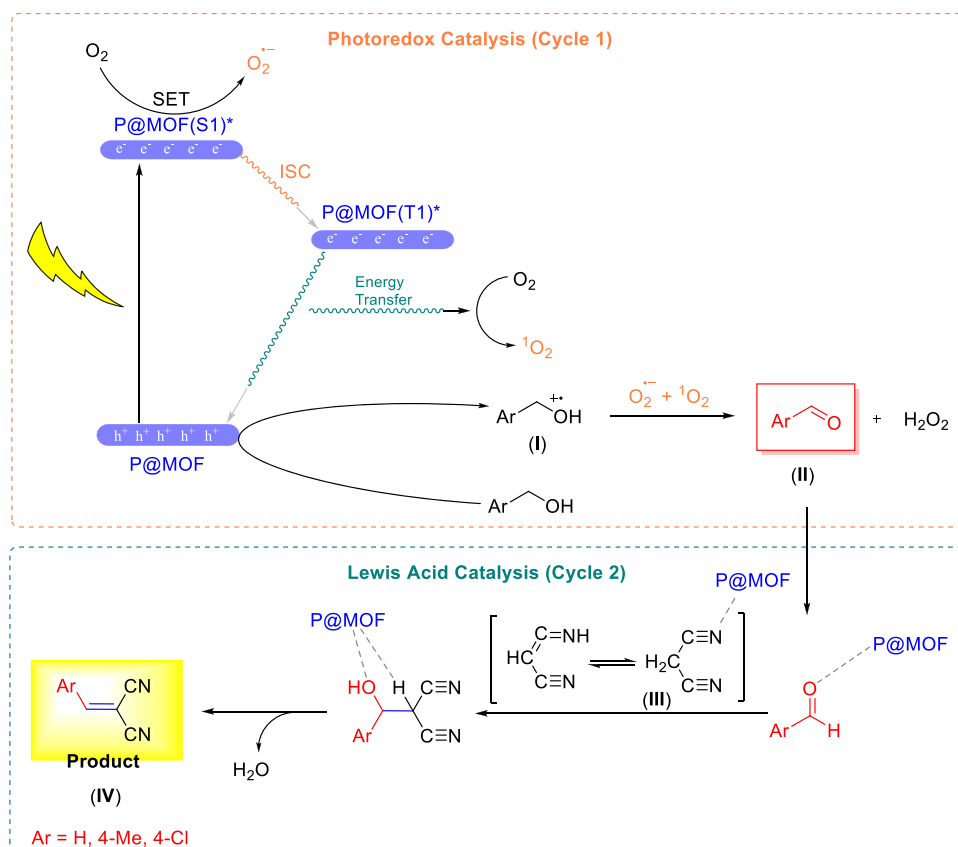 Photoredox Catalysis (Cycle 1)
O₂
O₂•−
SET
P@MOF(S1)*
e⁻ e⁻ e⁻ e⁻ e⁻
ISC
P@MOF(T1)*
e⁻ e⁻ e⁻ e⁻ e⁻
Energy
Transfer
O₂
¹O₂
h⁺ h⁺ h⁺ h⁺ h⁺
P@MOF
Ar OH +•
(I)
Ar OH
O₂•− + ¹O₂
Ar O + H₂O₂
(II)
Lewis Acid Catalysis (Cycle 2)
P@MOF
Ar O H
P@MOF
C=NH
HC
C≡N
H₂C
C≡N
C≡N
(III)
P@MOF
HO H C≡N
Ar C≡N
H₂O
Ar CN
CN
Product
(IV)
Ar = H, 4-Me, 4-Cl